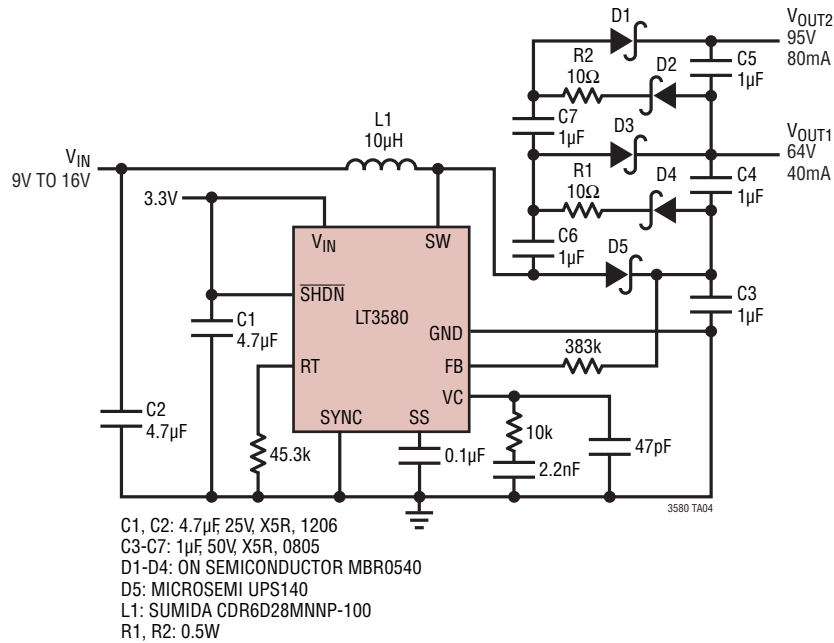 D1
VOUT2
95V
80mA
R2
10Ω
D2
C5
1µF
C7
1µF
D3
VOUT1
64V
40mA
L1
10µH
R1
10Ω
D4
C4
1µF
VIN
9V TO 16V
3.3V
C6
1µF
D5
VIN
SW
SHDN
LT3580
C3
1µF
C1
4.7µF
GND
383k
RT
FB
VC
C2
4.7µF
SYNC
SS
10k
45.3k
0.1µF
2.2nF
47pF
3580 TA04
C1, C2: 4.7µF, 25V, X5R, 1206
C3-C7: 1µF, 50V, X5R, 0805
D1-D4: ON SEMICONDUCTOR MBR0540
D5: MICROSEMI UPS140
L1: SUMIDA CDR6D28MNNP-100
R1, R2: 0.5W